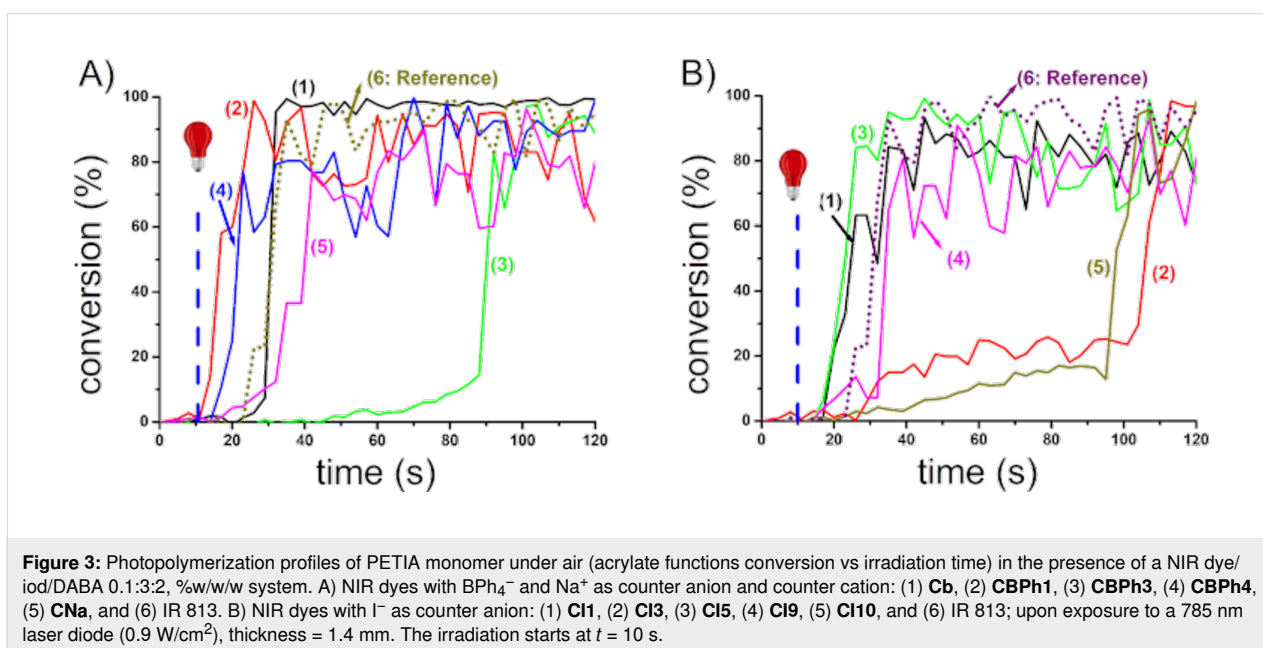 A)
(6: Reference)
(1)
(2)
(4)
(5)
(3)
100
80
60
40
20
0
conversion (%)
0 20 40 60 80 100 120
time (s)
B)
(6: Reference)
(3)
(1)
(4)
(5)
(2)
100
80
60
40
20
0
conversion (%)
0 20 40 60 80 100 120
time (s)
Figure 3: Photopolymerization profiles of PETIA monomer under air (acrylate functions conversion vs irradiation time) in the presence of a NIR dye/
iod/DABA 0.1:3:2, %w/w/w system. A) NIR dyes with BPh₄⁻ and Na⁺ as counter anion and counter cation: (1) Cb, (2) CBPh1, (3) CBPh3, (4) CBPh4,
(5) CNa, and (6) IR 813. B) NIR dyes with I⁻ as counter anion: (1) CI1, (2) CI3, (3) CI5, (4) CI9, (5) CI10, and (6) IR 813; upon exposure to a 785 nm
laser diode (0.9 W/cm²), thickness = 1.4 mm. The irradiation starts at t = 10 s.